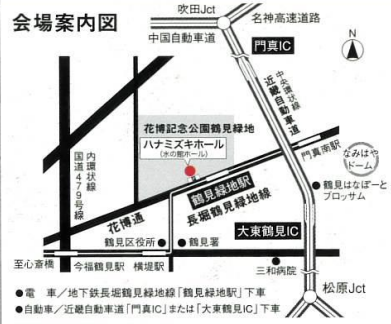 会場案内図
吹田Jct
名神高速道路
中国自動車道
門真IC
N
中央環状線
近畿自動車道
花博記念公園鶴見緑地
ハナミズキホール
(水の館ホール)
内環状線
国道479号線
門真南駅
なみはや
ドーム
鶴見緑地駅
長堀鶴見緑地線
花博通
鶴見はなぽーと
ブロッサム
鶴見区役所
鶴見署
大東鶴見IC
至心斎橋
今福鶴見駅
横堤駅
三和病院
松原Jct
●電 車/地下鉄長堀鶴見緑地線「鶴見緑地駅」下車
●自動車/近畿自動車道「門真IC」または「大東鶴見IC」下車